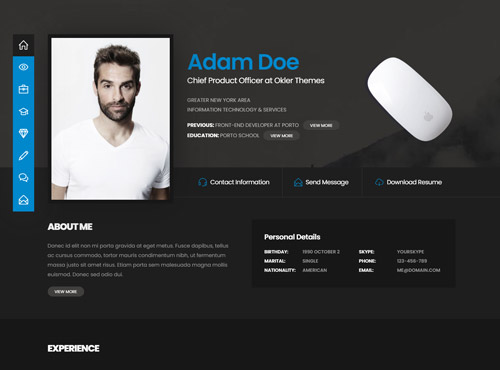 Adam Doe
Chief Product Officer at Okler Themes
GREATER NEW YORK AREA
INFORMATION TECHNOLOGY & SERVICES
PREVIOUS: FRONT-END DEVELOPER AT PORTO VIEW MORE
EDUCATION: PORTO SCHOOL VIEW MORE
Contact Information
Send Message
Download Resume
ABOUT ME
Donec id elit non mi porta gravida at eget metus. Fusce dapibus, tellus
ac cursus commodo, tortor mauris condimentum nibh, ut fermentum
massa justo sit amet risus. Etiam porta sem malesuada magna mollis
euismod. Donec sed odio dui.
VIEW MORE
Personal Details
BIRTHDAY: 1990 OCTOBER 2 SKYPE: YOURSKYPE
MARITAL: SINGLE PHONE: 123-456-789
NATIONALITY: AMERICAN EMAIL: ME@DOMAIN.COM
EXPERIENCE